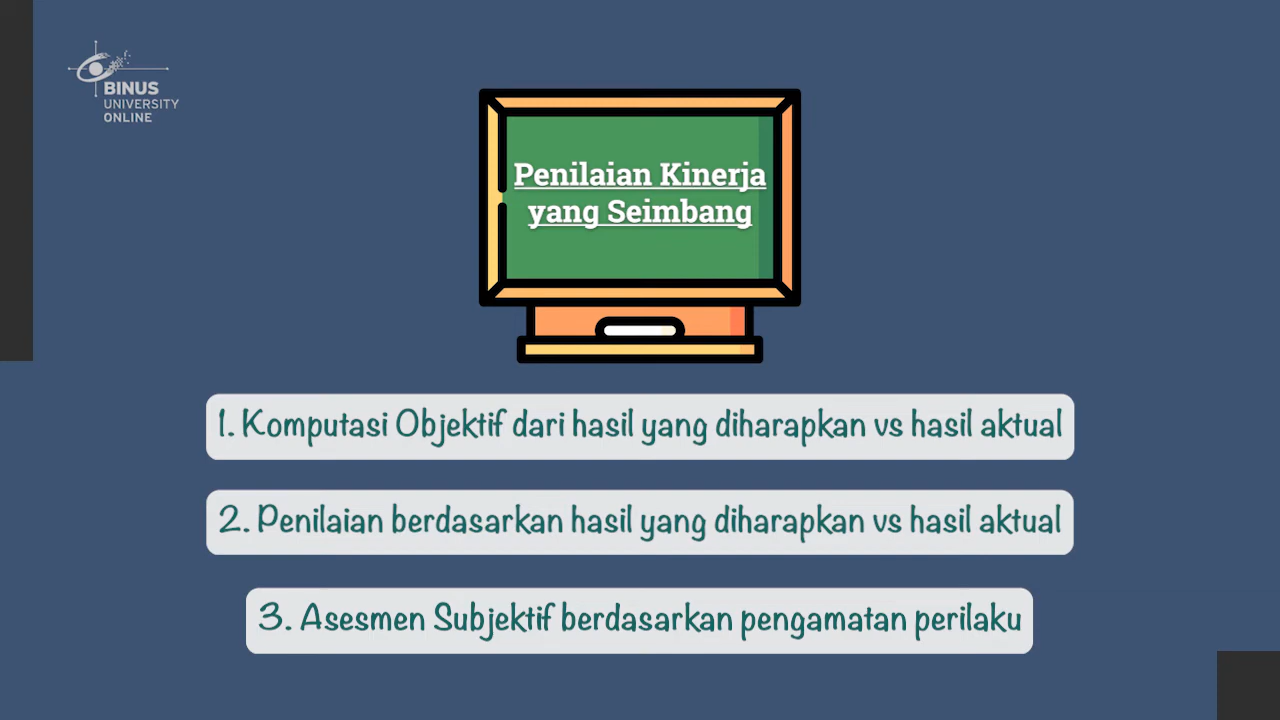 BINUS
UNIVERSITY
ONLINE
Penilaian Kinerja
yang Seimbang
1. Komputasi Objektif dari hasil yang diharapkan vs hasil aktual
2. Penilaian berdasarkan hasil yang diharapkan vs hasil aktual
3. Asesmen Subjektif berdasarkan pengamatan perilaku